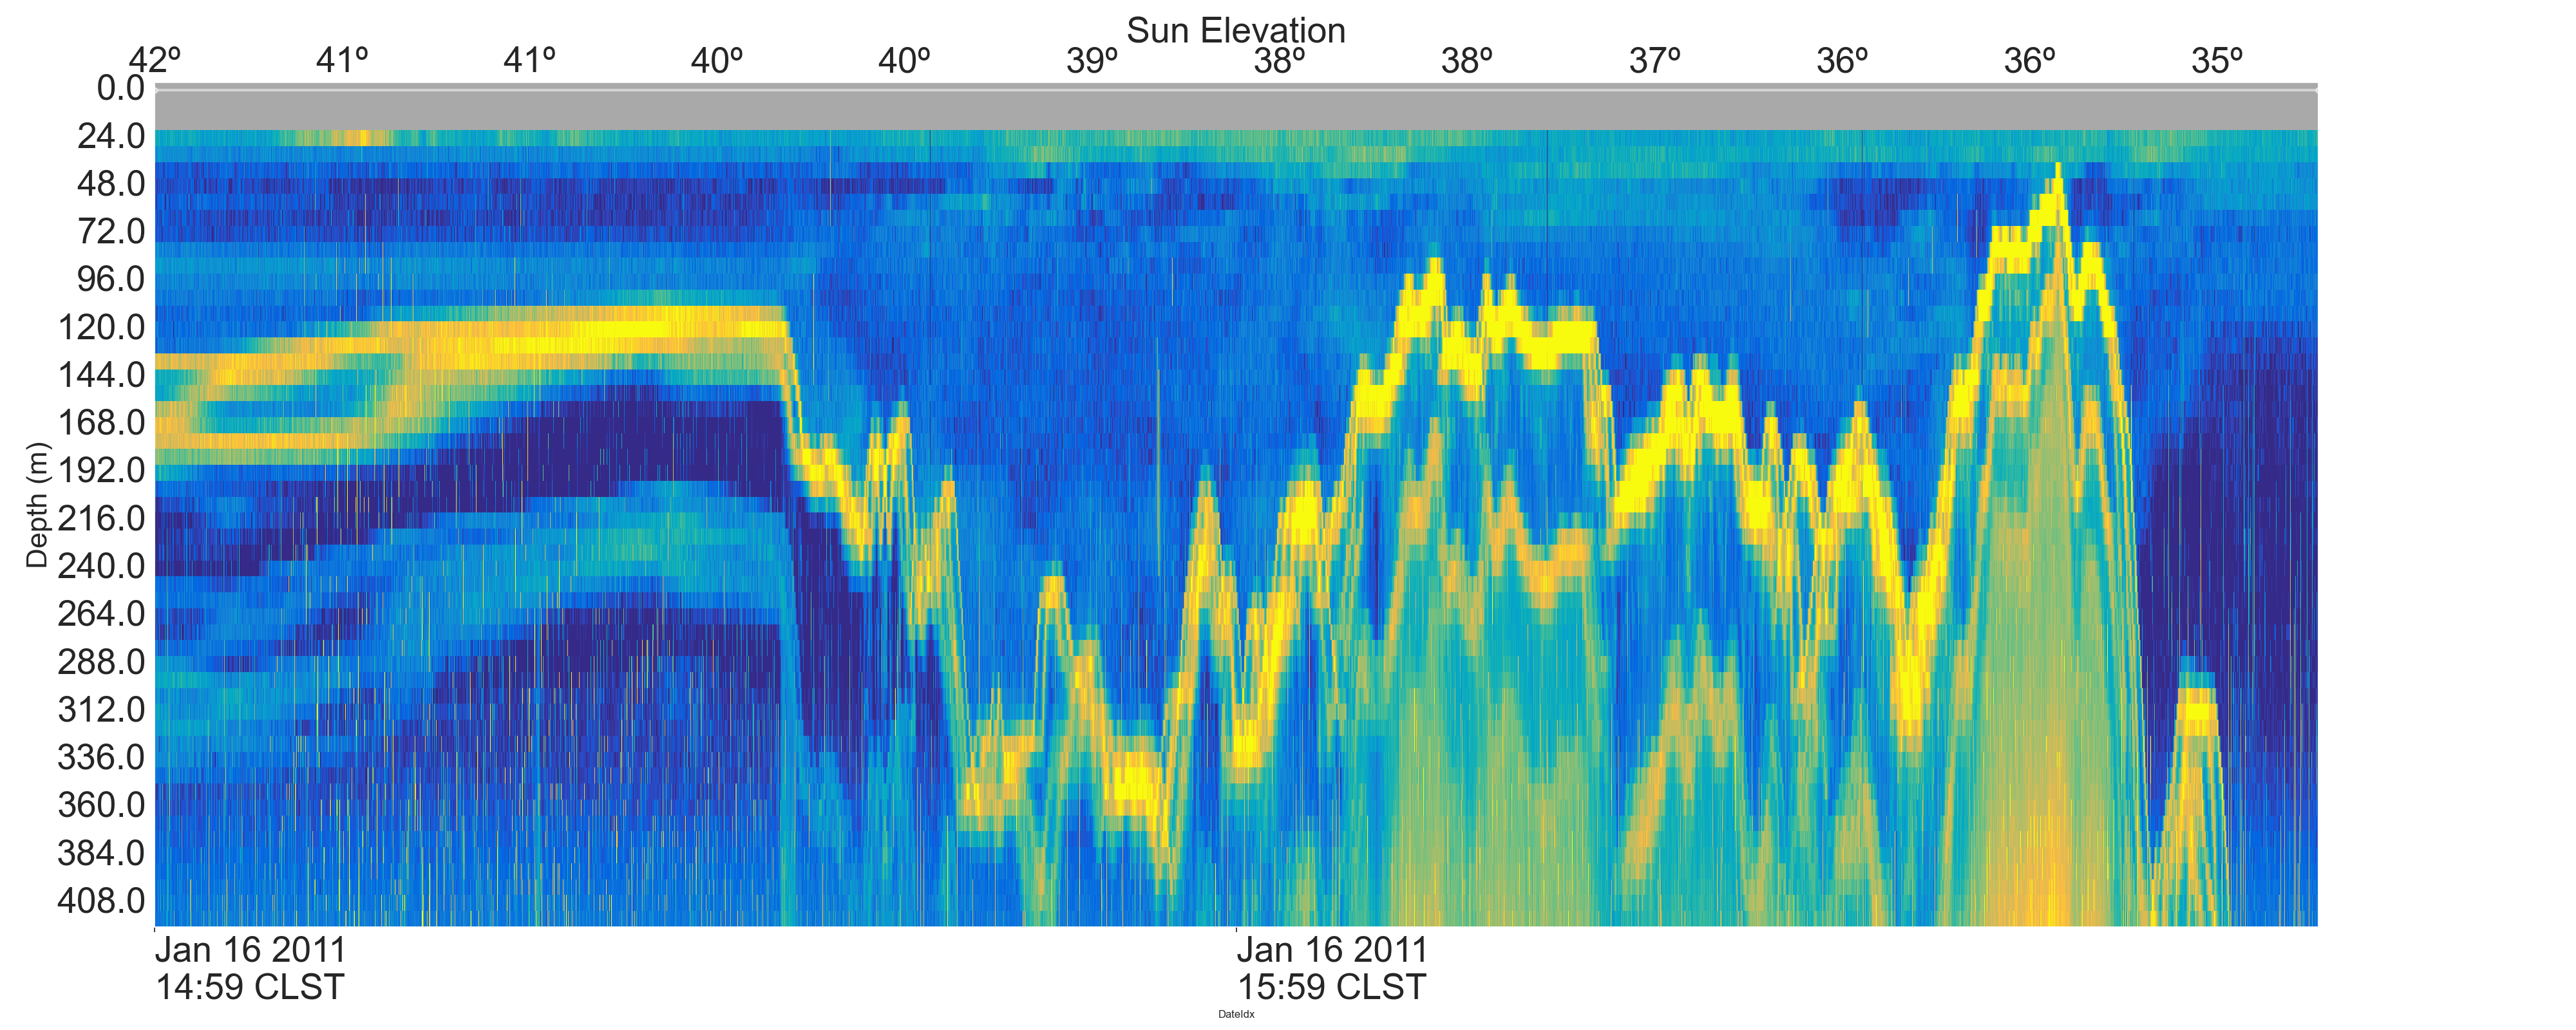 Sun Elevation
42º 41º 41º 40º 40º 39º 38º 38º 37º 36º 36º 35º
0.0
24.0
48.0
72.0
96.0
120.0
144.0
168.0
192.0
216.0
240.0
264.0
288.0
312.0
336.0
360.0
384.0
408.0
Depth (m)
Jan 16 2011
14:59 CLST
Jan 16 2011
15:59 CLST
DateIdx